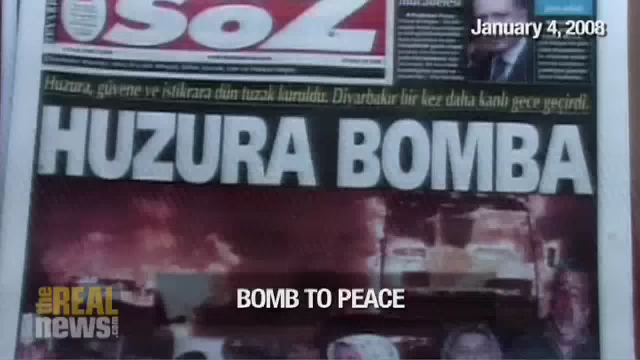 January 4, 2008
SÖZ
Huzura, güvene ve istikrara dün tuzak kuruldu. Diyarbakır bir kez daha kanlı gece geçirdi.
HUZURA BOMBA
BOMB TO PEACE
the REAL
news.com